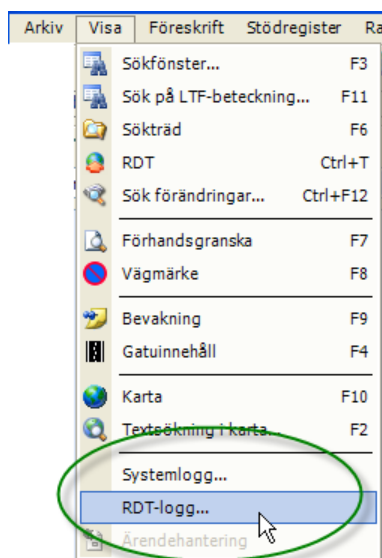 Arkiv Visa Föreskrift Stödregister Ra
Sökfönster... F3
Sök på LTF-beteckning... F11
Sökträd F6
RDT Ctrl+T
Sök förändringar... Ctrl+F12
Förhandsgranska F7
Vägmärke F8
Bevakning F9
Gatuinnehåll F4
Karta F10
Textsökning i karta... F2
Systemlogg...
RDT-logg...
Ärendehantering